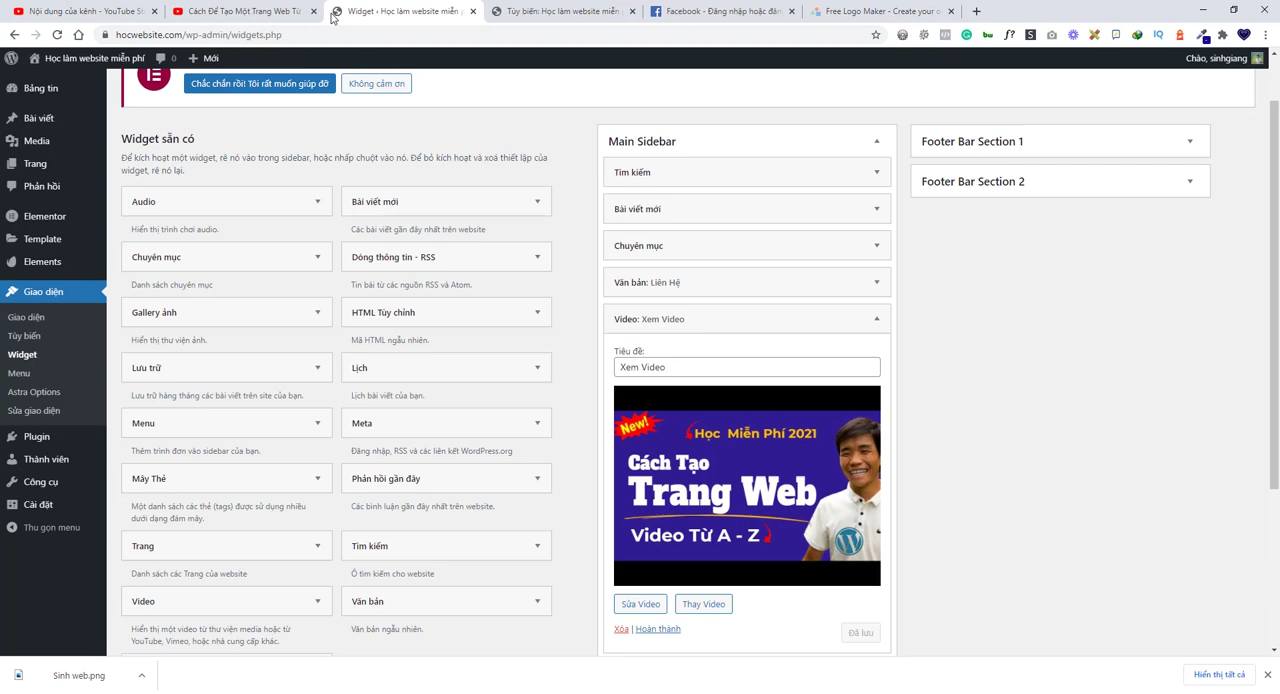 Nội dung của kênh - YouTube St
Cách Để Tạo Một Trang Web Từ
Widget ‹ Học làm website miễn p
Tùy biến: Học làm website miễn
Facebook - Đăng nhập hoặc đăn
Free Logo Maker - Create your o
hocwebsite.com/wp-admin/widgets.php
Học làm website miễn phí
0
Mới
Chào, sinhgiang
Bảng tin
Bài viết
Media
Trang
Phản hồi
Elementor
Template
Elements
Giao diện
Giao diện
Tùy biến
Widget
Menu
Astra Options
Sửa giao diện
Plugin
Thành viên
Công cụ
Cài đặt
Thu gọn menu
Chắc chắn rồi! Tôi rất muốn giúp đỡ
Không cảm ơn
Widget sẵn có
Để kích hoạt một widget, rê nó vào trong sidebar, hoặc nhấp chuột vào nó. Để bỏ kích hoạt và xoá thiết lập của
widget, rê nó lại.
Audio
Hiển thị trình chơi audio.
Bài viết mới
Các bài viết gần đây nhất trên website
Chuyên mục
Danh sách chuyên mục
Dòng thông tin - RSS
Tin bài từ các nguồn RSS và Atom.
Gallery ảnh
Hiển thị thư viện ảnh.
HTML Tùy chỉnh
Mã HTML ngẫu nhiên.
Lưu trữ
Lưu trữ hàng tháng các bài viết trên site của bạn.
Lịch
Lịch bài viết của bạn.
Menu
Thêm trình đơn vào sidebar của bạn.
Meta
Đăng nhập, RSS và các liên kết WordPress.org
Mây Thẻ
Một danh sách các thẻ (tags) được sử dụng nhiều
dưới dạng đám mây.
Phản hồi gần đây
Các bình luận gần đây nhất trên website.
Trang
Danh sách các Trang của website
Tìm kiếm
Ô tìm kiếm cho website
Video
Hiển thị một video từ thư viện media hoặc từ
YouTube, Vimeo, hoặc nhà cung cấp khác.
Văn bản
Văn bản ngẫu nhiên.
Main Sidebar
Tìm kiếm
Bài viết mới
Chuyên mục
Văn bản: Liên Hệ
Video: Xem Video
Tiêu đề:
Xem Video
New!
Học Miễn Phí 2021
Cách Tạo
Trang Web
Video Từ A - Z
Sửa Video
Thay Video
Xóa | Hoàn thành
Đã lưu
Footer Bar Section 1
Footer Bar Section 2
Sinh web.png
Hiển thị tất cả